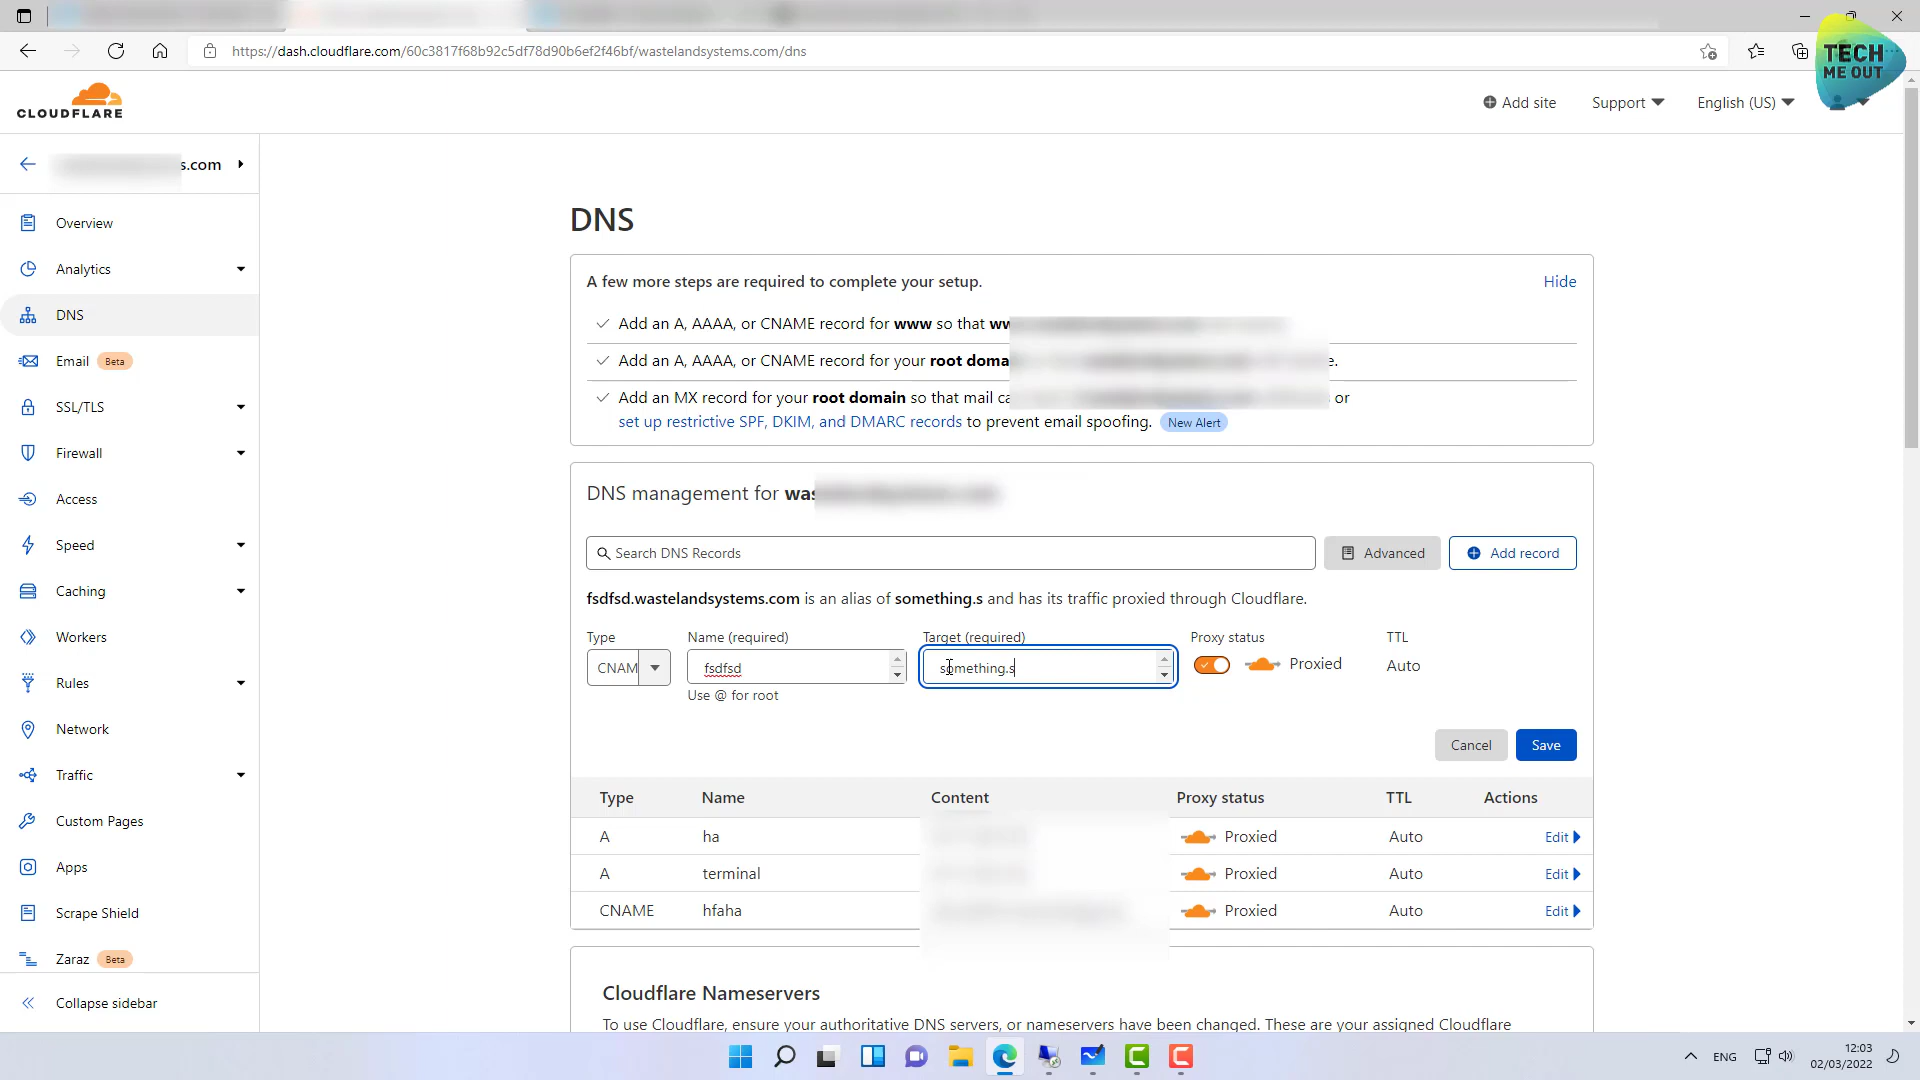 https://dash.cloudflare.com/60c3817f68b92c5df78d90b6ef2f46bf/wastelandsystems.com/dns
TECH
ME OUT
CLOUDFLARE
Add site
Support
English (US)
s.com
Overview
Analytics
DNS
Email Beta
SSL/TLS
Firewall
Access
Speed
Caching
Workers
Rules
Network
Traffic
Custom Pages
Apps
Scrape Shield
Zaraz Beta
Collapse sidebar
DNS
A few more steps are required to complete your setup.
Hide
Add an A, AAAA, or CNAME record for www so that
Add an A, AAAA, or CNAME record for your root
Add an MX record for your root domain so that mail or
set up restrictive SPF, DKIM, and DMARC records to prevent email spoofing. New Alert
DNS management for
Search DNS Records
Advanced
Add record
fsdfsd.wastelandsystems.com is an alias of something.s and has its traffic proxied through Cloudflare.
Type Name (required) Target (required) Proxy status TTL
CNAM fsdfsd something.s Proxied Auto
Use @ for root
Cancel Save
Type Name Content Proxy status TTL Actions
A ha Proxied Auto Edit
A terminal Proxied Auto Edit
CNAME hfaha Proxied Auto Edit
Cloudflare Nameservers
To use Cloudflare, ensure your authoritative DNS servers, or nameservers have been changed. These are your assigned Cloudflare
ENG
12:03
02/03/2022